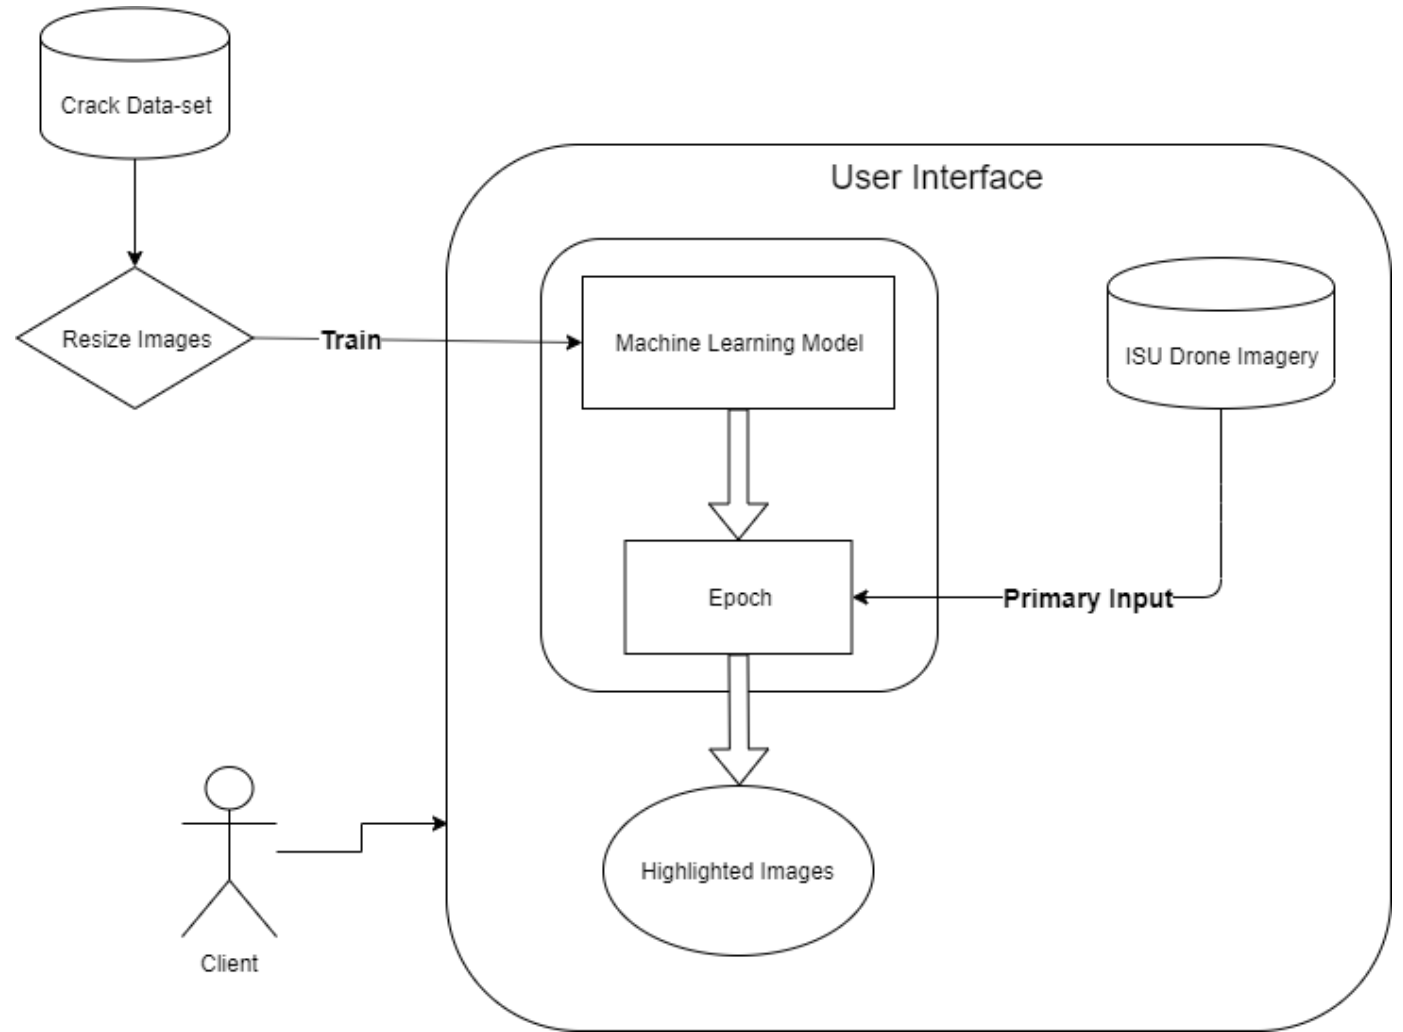 Crack Data-set
User Interface
Resize Images
Train
Machine Learning Model
ISU Drone Imagery
Epoch
Primary Input
Highlighted Images
Client